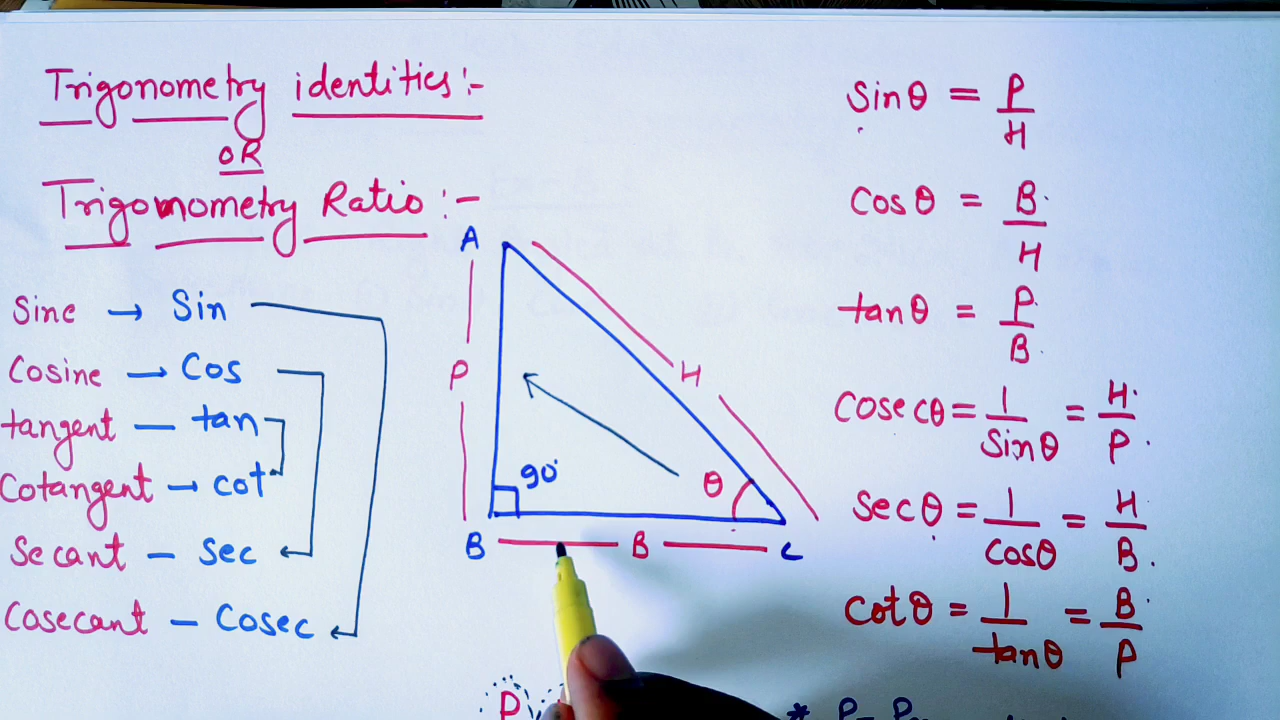 Trigonometry identities :-
OR
Trigonometry Ratio :-
Sine → Sin
Cosine → Cos
tangent — tan
Cotangent → cot
Secant — Sec
Cosecant — Cosec
A
P
H
90°
θ
B
B
C
Sinθ = P/H
Cosθ = B/H
tanθ = P/B
Cosecθ = 1/Sinθ = H/P
Secθ = 1/Cosθ = H/B
Cotθ = 1/tanθ = B/P
P
* P-